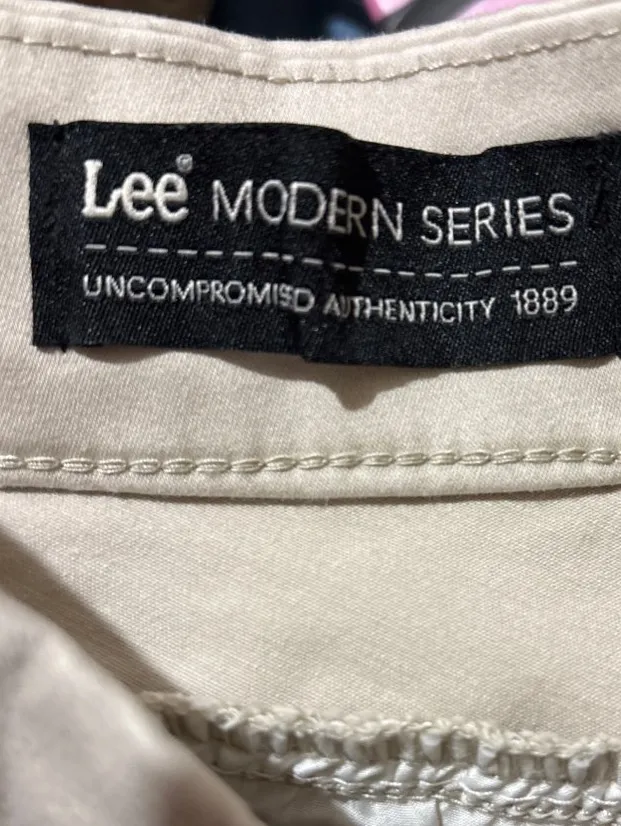 Lee® MODERN SERIES
UNCOMPROMISED AUTHENTICITY 1889